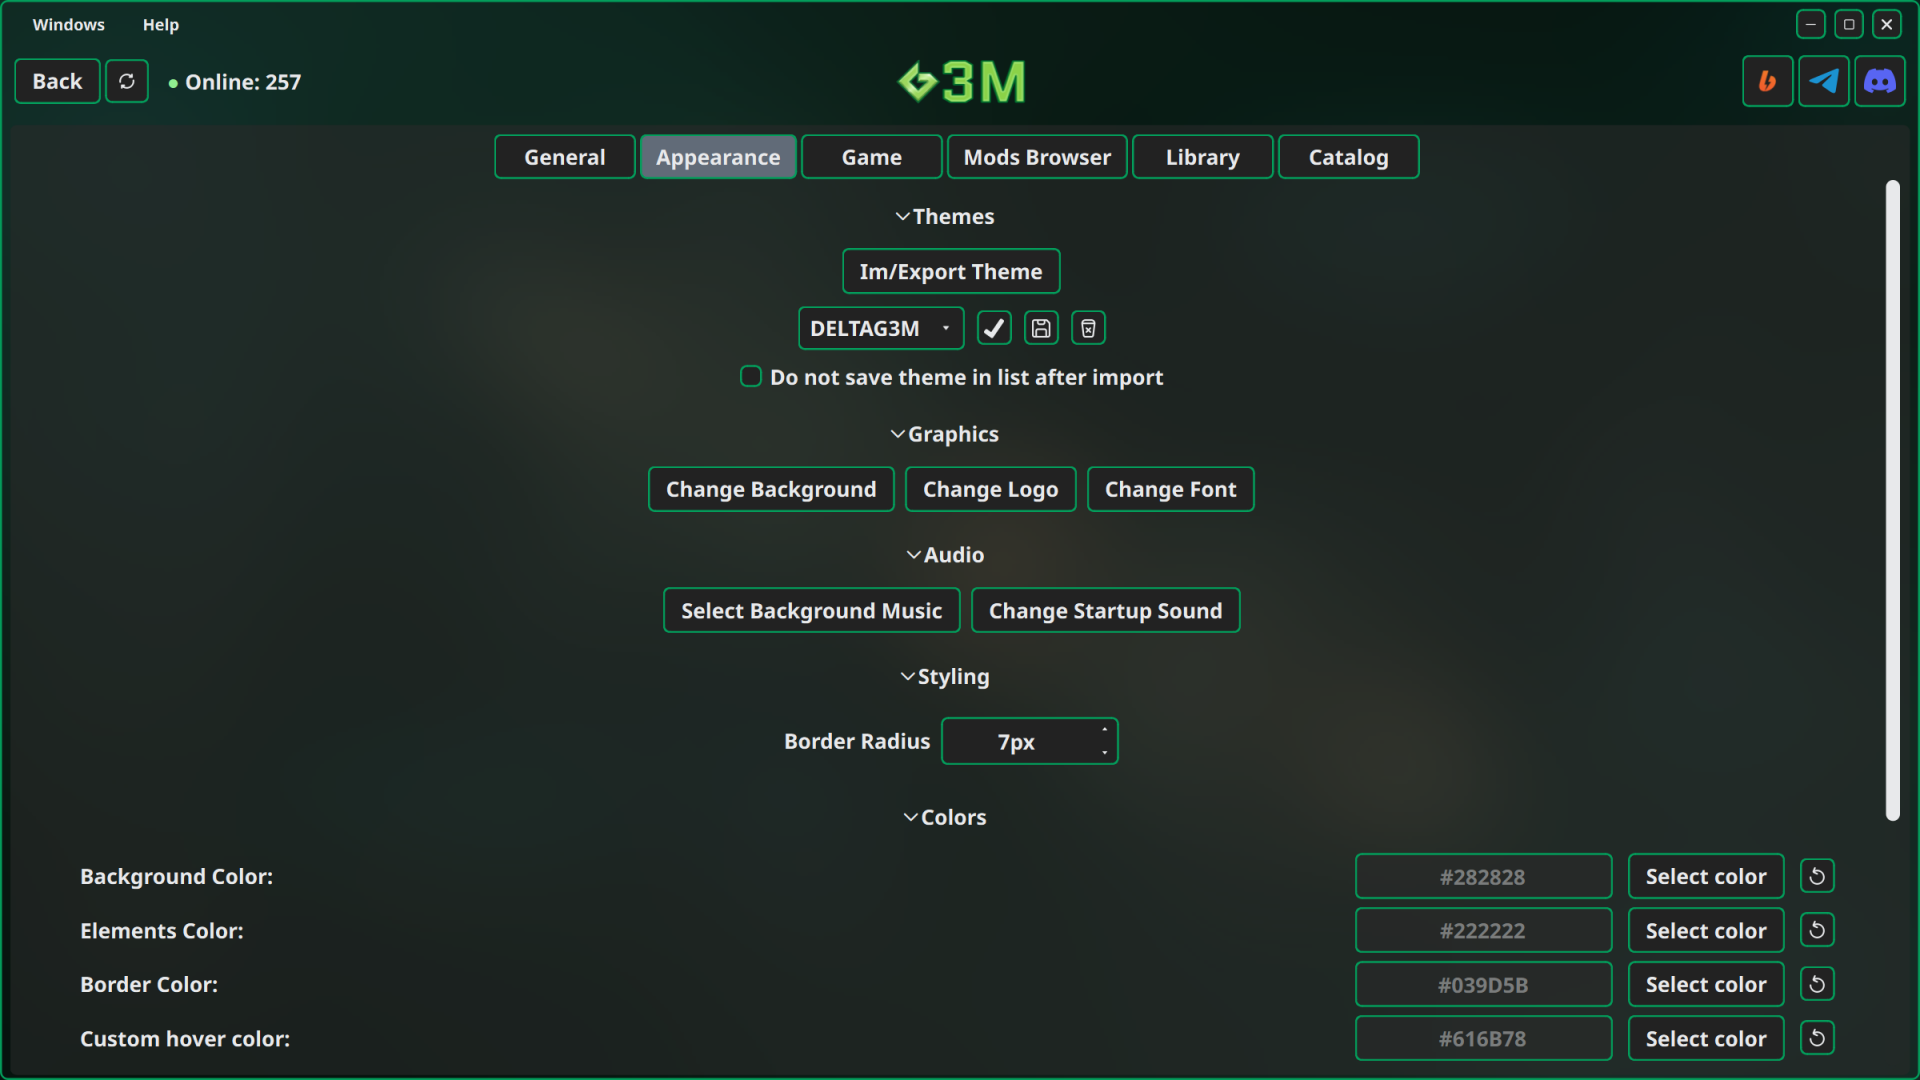 Windows Help
Back Online: 257
3M
General Appearance Game Mods Browser Library Catalog
Themes
Im/Export Theme
DELTAG3M
Do not save theme in list after import
Graphics
Change Background Change Logo Change Font
Audio
Select Background Music Change Startup Sound
Styling
Border Radius 7px
Colors
Background Color: #282828 Select color
Elements Color: #222222 Select color
Border Color: #039D5B Select color
Custom hover color: #616B78 Select color